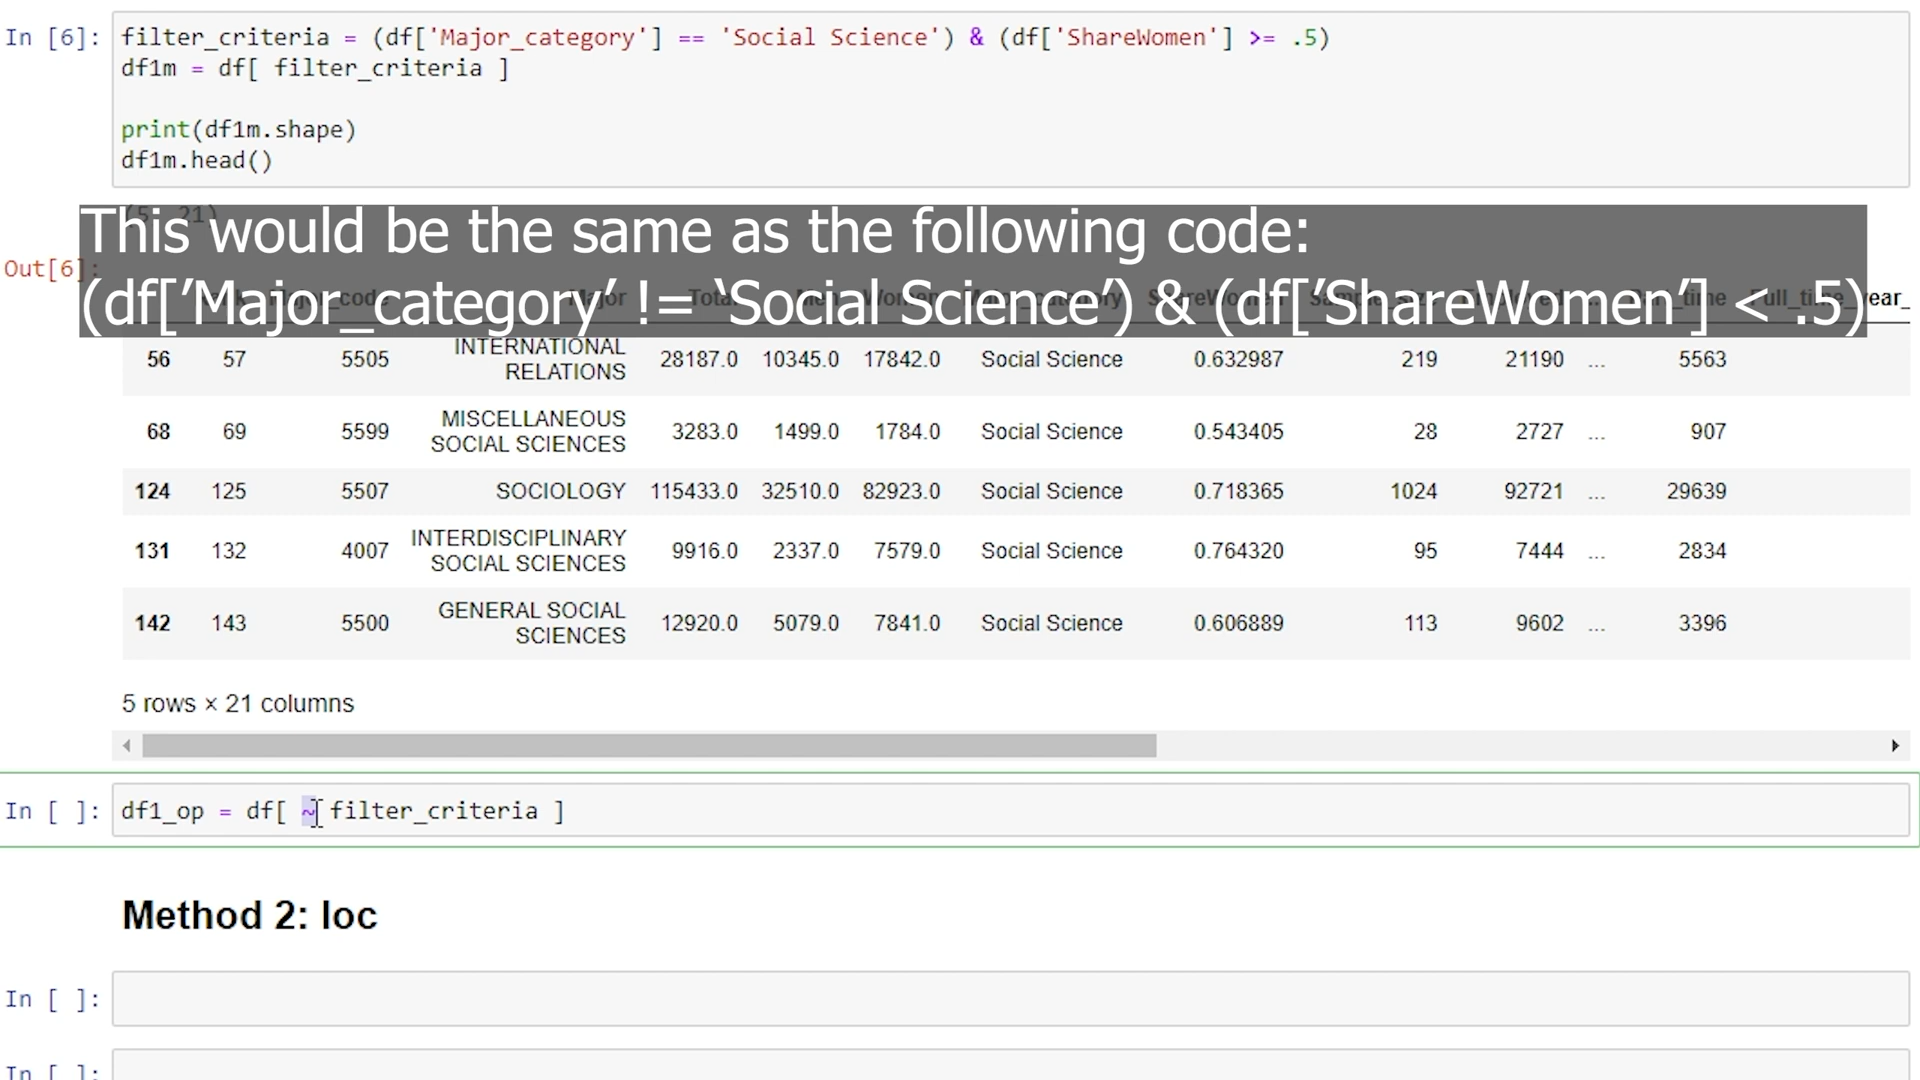 In [6]: filter_criteria = (df['Major_category'] == 'Social Science') & (df['ShareWomen'] >= .5)
df1m = df[ filter_criteria ]
print(df1m.shape)
df1m.head()
This would be the same as the following code:
Out[6]:
(df[’Major_category’ != ‘Social Science’) & (df[’ShareWomen’] < .5)
56 57 5505 INTERNATIONAL RELATIONS 28187.0 10345.0 17842.0 Social Science 0.632987 219 21190 ... 5563
68 69 5599 MISCELLANEOUS SOCIAL SCIENCES 3283.0 1499.0 1784.0 Social Science 0.543405 28 2727 ... 907
124 125 5507 SOCIOLOGY 115433.0 32510.0 82923.0 Social Science 0.718365 1024 92721 ... 29639
131 132 4007 INTERDISCIPLINARY SOCIAL SCIENCES 9916.0 2337.0 7579.0 Social Science 0.764320 95 7444 ... 2834
142 143 5500 GENERAL SOCIAL SCIENCES 12920.0 5079.0 7841.0 Social Science 0.606889 113 9602 ... 3396
5 rows × 21 columns
In [ ]: df1_op = df[ ~ filter_criteria ]
Method 2: loc
In [ ]:
In [ ]: